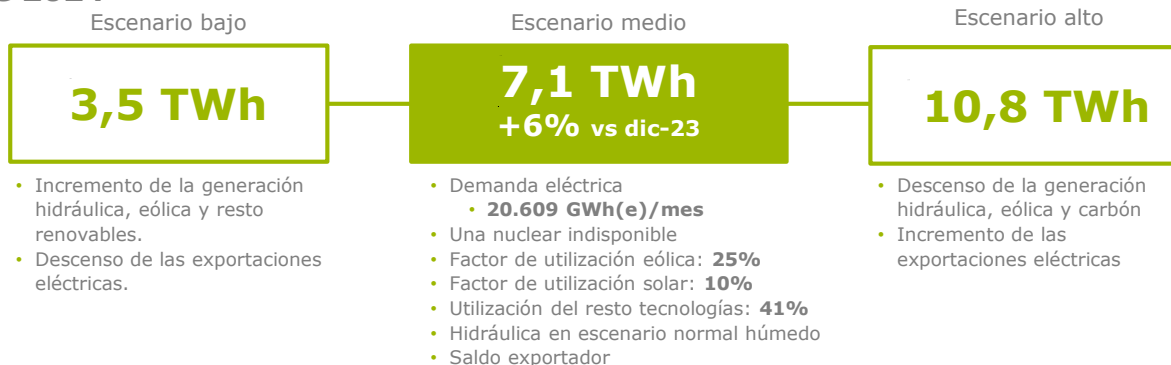 Escenario bajo
3,5 TWh
• Incremento de la generación
hidráulica, eólica y resto
renovables.
• Descenso de las exportaciones
eléctricas.
Escenario medio
7,1 TWh
+6% vs dic-23
• Demanda eléctrica
• 20.609 GWh(e)/mes
• Una nuclear indisponible
• Factor de utilización eólica: 25%
• Factor de utilización solar: 10%
• Utilización del resto tecnologías: 41%
• Hidráulica en escenario normal húmedo
• Saldo exportador
Escenario alto
10,8 TWh
• Descenso de la generación
hidráulica, eólica y carbón
• Incremento de las
exportaciones eléctricas